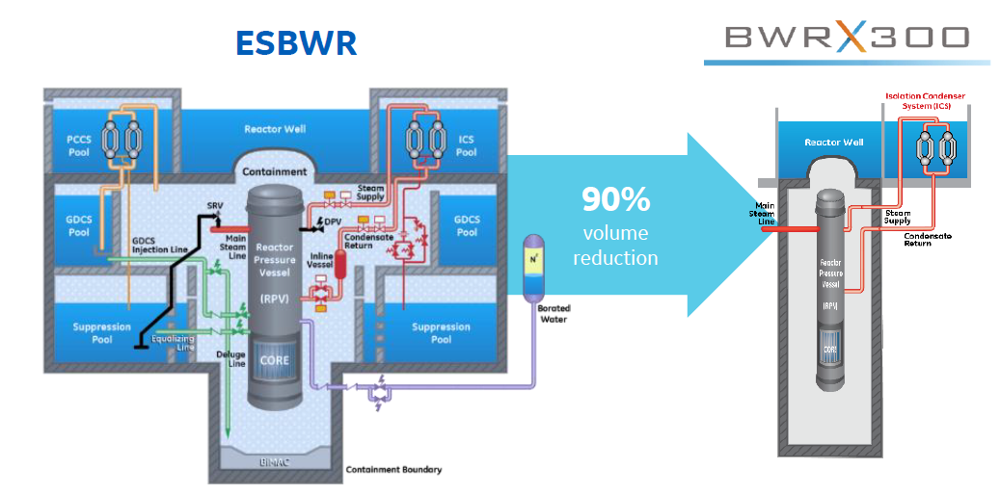 ESBWR
BWRX300
PCCS
Pool
Reactor Well
ICS
Pool
Containment
Steam
Supply
SRV
DPV
GDCS
Pool
GDCS
Injection Line
Main
Steam
Line
Reactor
Pressure
Vessel
(RPV)
Condensate
Return
Inline
Vessel
GDCS
Pool
Suppression
Pool
Equalizing
Line
Deluge
Line
CORE
Suppression
Pool
BiMAC
Containment Boundary
N²
Borated
Water
90%
volume
reduction
Isolation Condenser
System (ICS)
Reactor Well
Main
Steam
Line
Steam
Supply
Condensate
Return
Reactor
Pressure
Vessel
(RPV)
CORE